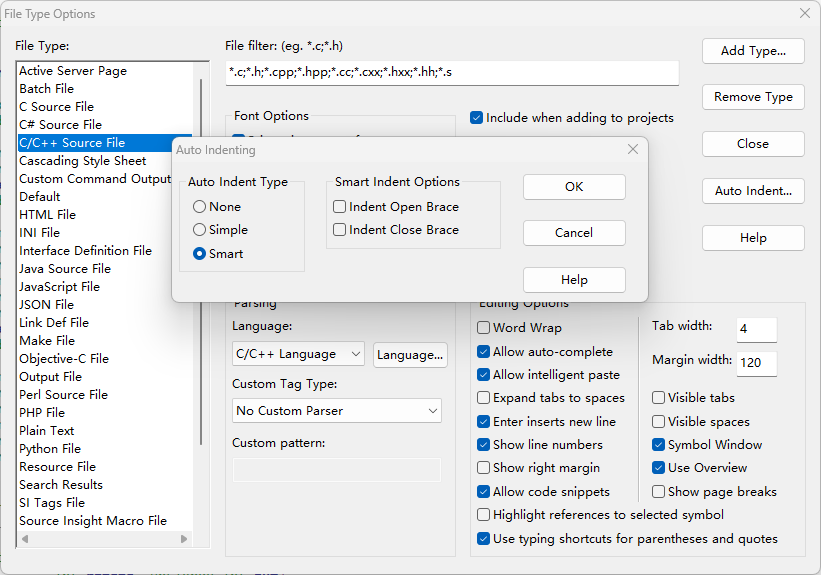 File Type Options
File Type:
Active Server Page
Batch File
C Source File
C# Source File
C/C++ Source File
Cascading Style Sheet
Custom Command Output
Default
HTML File
INI File
Interface Definition File
Java Source File
JavaScript File
JSON File
Link Def File
Make File
Objective-C File
Output File
Perl Source File
PHP File
Plain Text
Python File
Resource File
Search Results
SI Tags File
Source Insight Macro File
File filter: (eg. *.c;*.h)
*.c;*.h;*.cpp;*.hpp;*.cc;*.cxx;*.hxx;*.hh;*.s
Font Options
Include when adding to projects
Add Type...
Remove Type
Close
Auto Indent...
Help
Auto Indenting
Auto Indent Type
None
Simple
Smart
Smart Indent Options
Indent Open Brace
Indent Close Brace
OK
Cancel
Help
Parsing
Language:
C/C++ Language
Language...
Custom Tag Type:
No Custom Parser
Custom pattern:
Editing Options
Word Wrap
Allow auto-complete
Allow intelligent paste
Expand tabs to spaces
Enter inserts new line
Show line numbers
Show right margin
Allow code snippets
Highlight references to selected symbol
Use typing shortcuts for parentheses and quotes
Tab width: 4
Margin width: 120
Visible tabs
Visible spaces
Symbol Window
Use Overview
Show page breaks